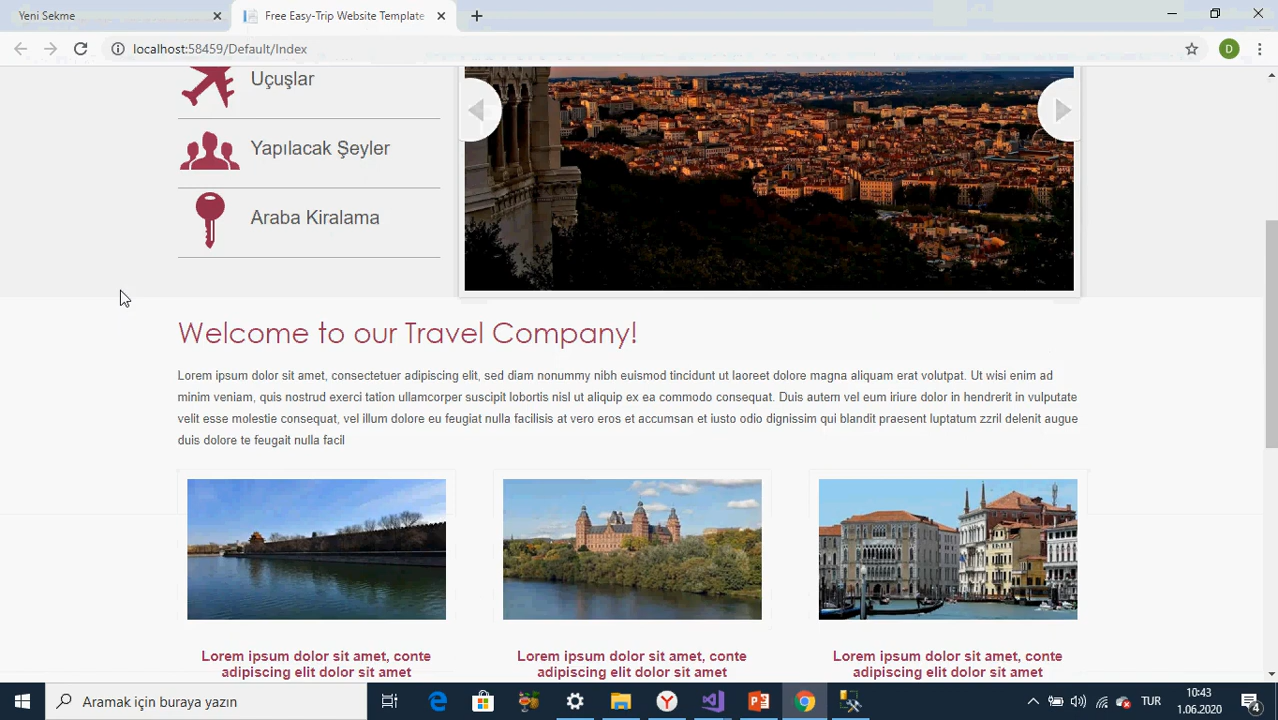 Yeni Sekme
Free Easy-Trip Website Template
localhost:58459/Default/Index
D
Uçuşlar
Yapılacak Şeyler
Araba Kiralama
Welcome to our Travel Company!
Lorem ipsum dolor sit amet, consectetuer adipiscing elit, sed diam nonummy nibh euismod tincidunt ut laoreet dolore magna aliquam erat volutpat. Ut wisi enim ad
minim veniam, quis nostrud exerci tation ullamcorper suscipit lobortis nisl ut aliquip ex ea commodo consequat. Duis autem vel eum iriure dolor in hendrerit in vulputate
velit esse molestie consequat, vel illum dolore eu feugiat nulla facilisis at vero eros et accumsan et iusto odio dignissim qui blandit praesent luptatum zzril delenit augue
duis dolore te feugait nulla facil
Lorem ipsum dolor sit amet, conte
adipiscing elit dolor sit amet
Lorem ipsum dolor sit amet, conte
adipiscing elit dolor sit amet
Lorem ipsum dolor sit amet, conte
adipiscing elit dolor sit amet
Aramak için buraya yazın
TUR
10:43
1.06.2020
4